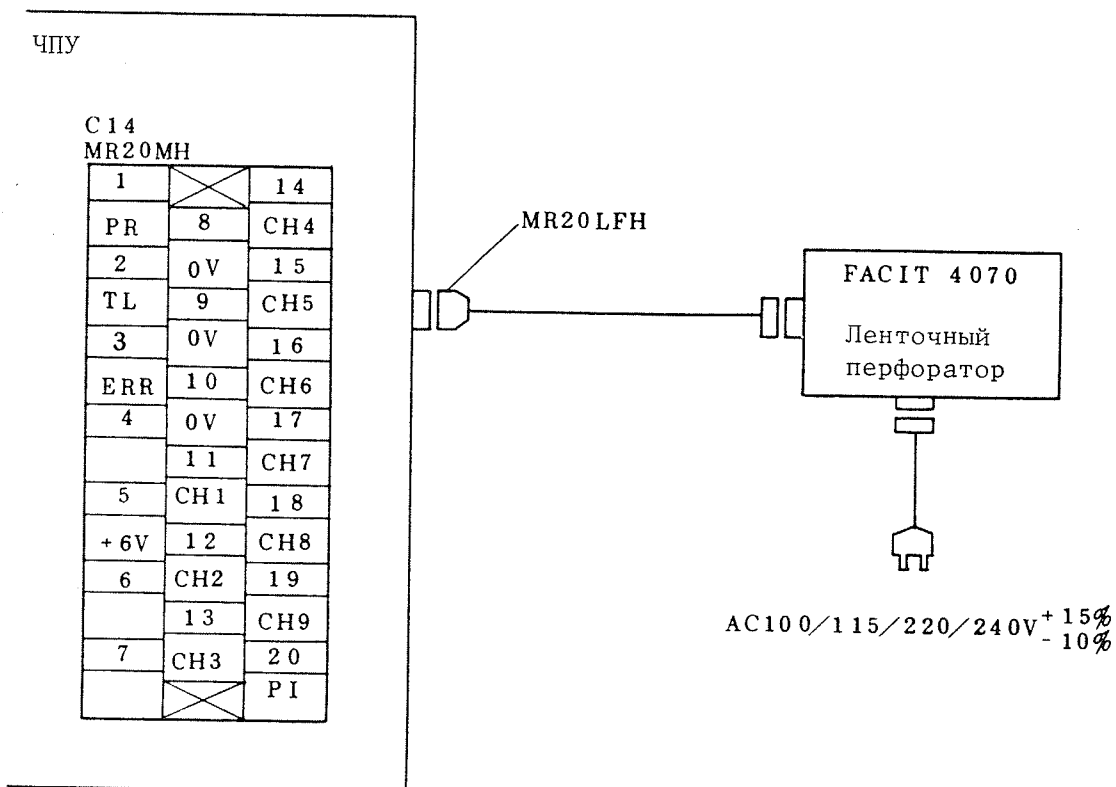 ЧПУ
C14
MR20MH
1 14
PR 8 CH4
2 0V 15
TL 9 CH5
3 0V 16
ERR 10 CH6
4 0V 17
11 CH7
5 CH1 18
+6V 12 CH8
6 CH2 19
13 CH9
7 CH3 20
PI
MR20LFH
FACIT 4070
Ленточный
перфоратор
AC100/115/220/240V +15%
-10%